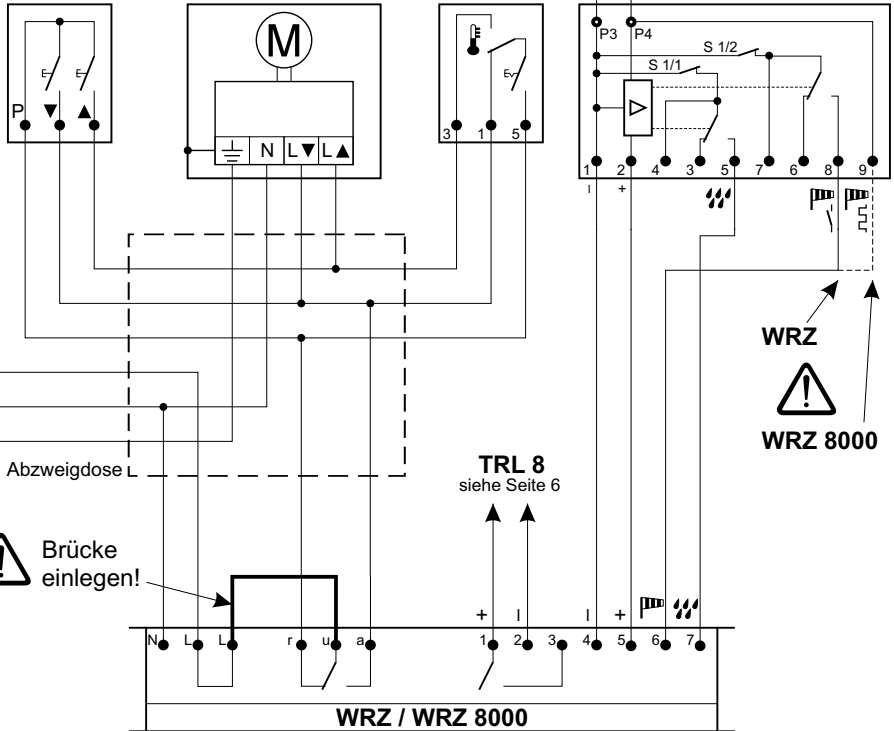 M
P3 P4
S 1/2
S 1/1
P ▼ ▲
N L▼ L▲
3 1 5
1 2 4 3 5 7 6 8 9
– +
WRZ
WRZ 8000
Abzweigdose
TRL 8
siehe Seite 6
Brücke
einlegen!
+ – – +
N L L r u a 1 2 3 4 5 6 7
WRZ / WRZ 8000